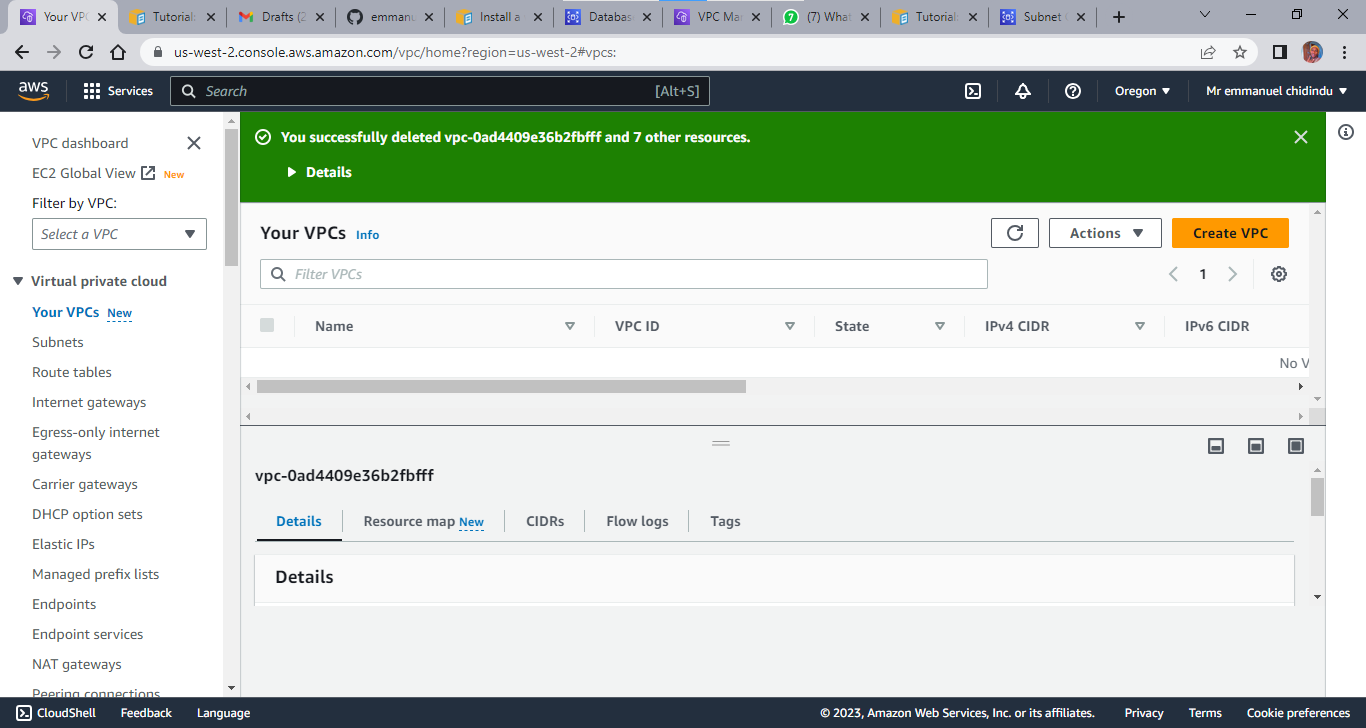 Your VPC
Tutorial:
Drafts (2
emmanu
Install a
Databas
VPC Ma
(7) What
Tutorial:
Subnet
us-west-2.console.aws.amazon.com/vpc/home?region=us-west-2#vpcs:
aws
Services
Search
[Alt+S]
Oregon
Mr emmanuel chidindu
VPC dashboard
EC2 Global View New
Filter by VPC:
Select a VPC
Virtual private cloud
Your VPCs New
Subnets
Route tables
Internet gateways
Egress-only internet
gateways
Carrier gateways
DHCP option sets
Elastic IPs
Managed prefix lists
Endpoints
Endpoint services
NAT gateways
Peering connections
You successfully deleted vpc-0ad4409e36b2fbfff and 7 other resources.
Details
Your VPCs Info
Actions
Create VPC
Filter VPCs
1
Name
VPC ID
State
IPv4 CIDR
IPv6 CIDR
No V
vpc-0ad4409e36b2fbfff
Details
Resource map New
CIDRs
Flow logs
Tags
Details
CloudShell
Feedback
Language
© 2023, Amazon Web Services, Inc. or its affiliates.
Privacy
Terms
Cookie preferences